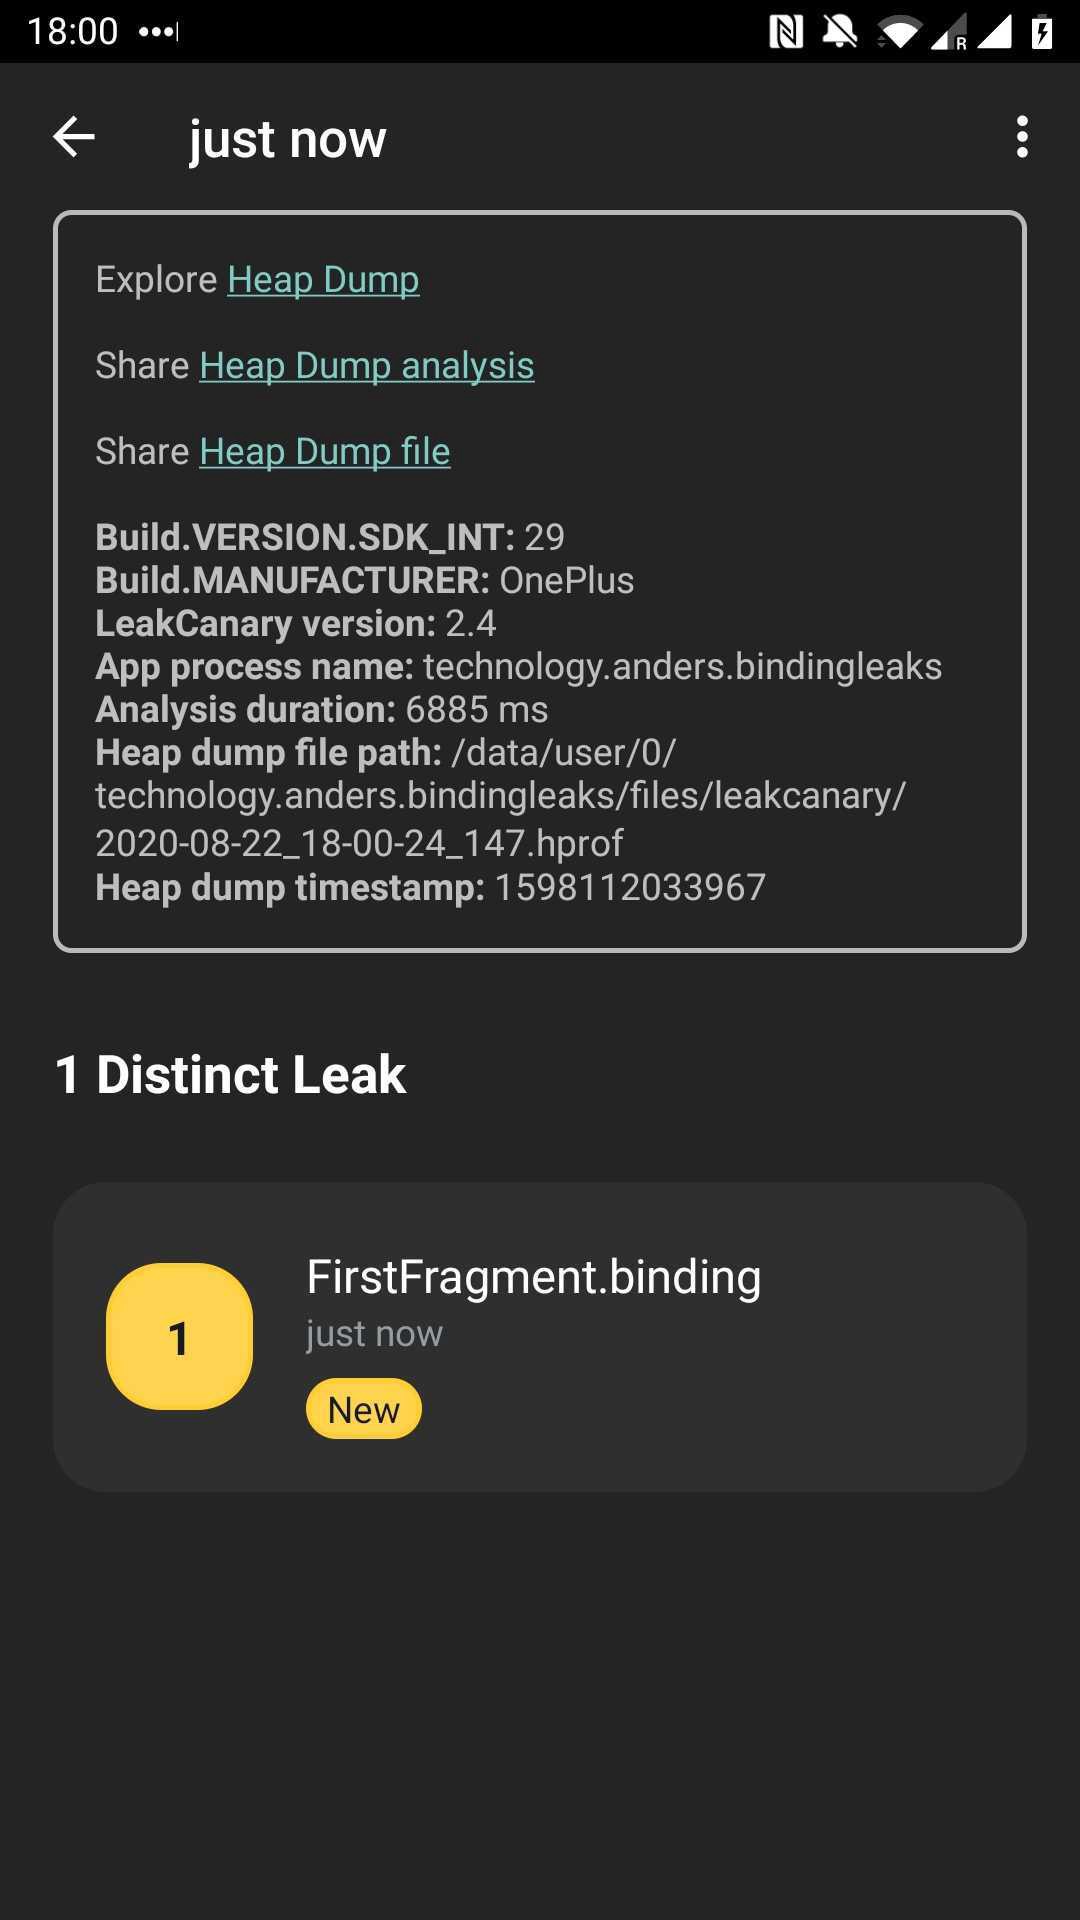 18:00
just now
Explore Heap Dump
Share Heap Dump analysis
Share Heap Dump file
Build.VERSION.SDK_INT: 29
Build.MANUFACTURER: OnePlus
LeakCanary version: 2.4
App process name: technology.anders.bindingleaks
Analysis duration: 6885 ms
Heap dump file path: /data/user/0/
technology.anders.bindingleaks/files/leakcanary/
2020-08-22_18-00-24_147.hprof
Heap dump timestamp: 1598112033967
1 Distinct Leak
1
FirstFragment.binding
just now
New